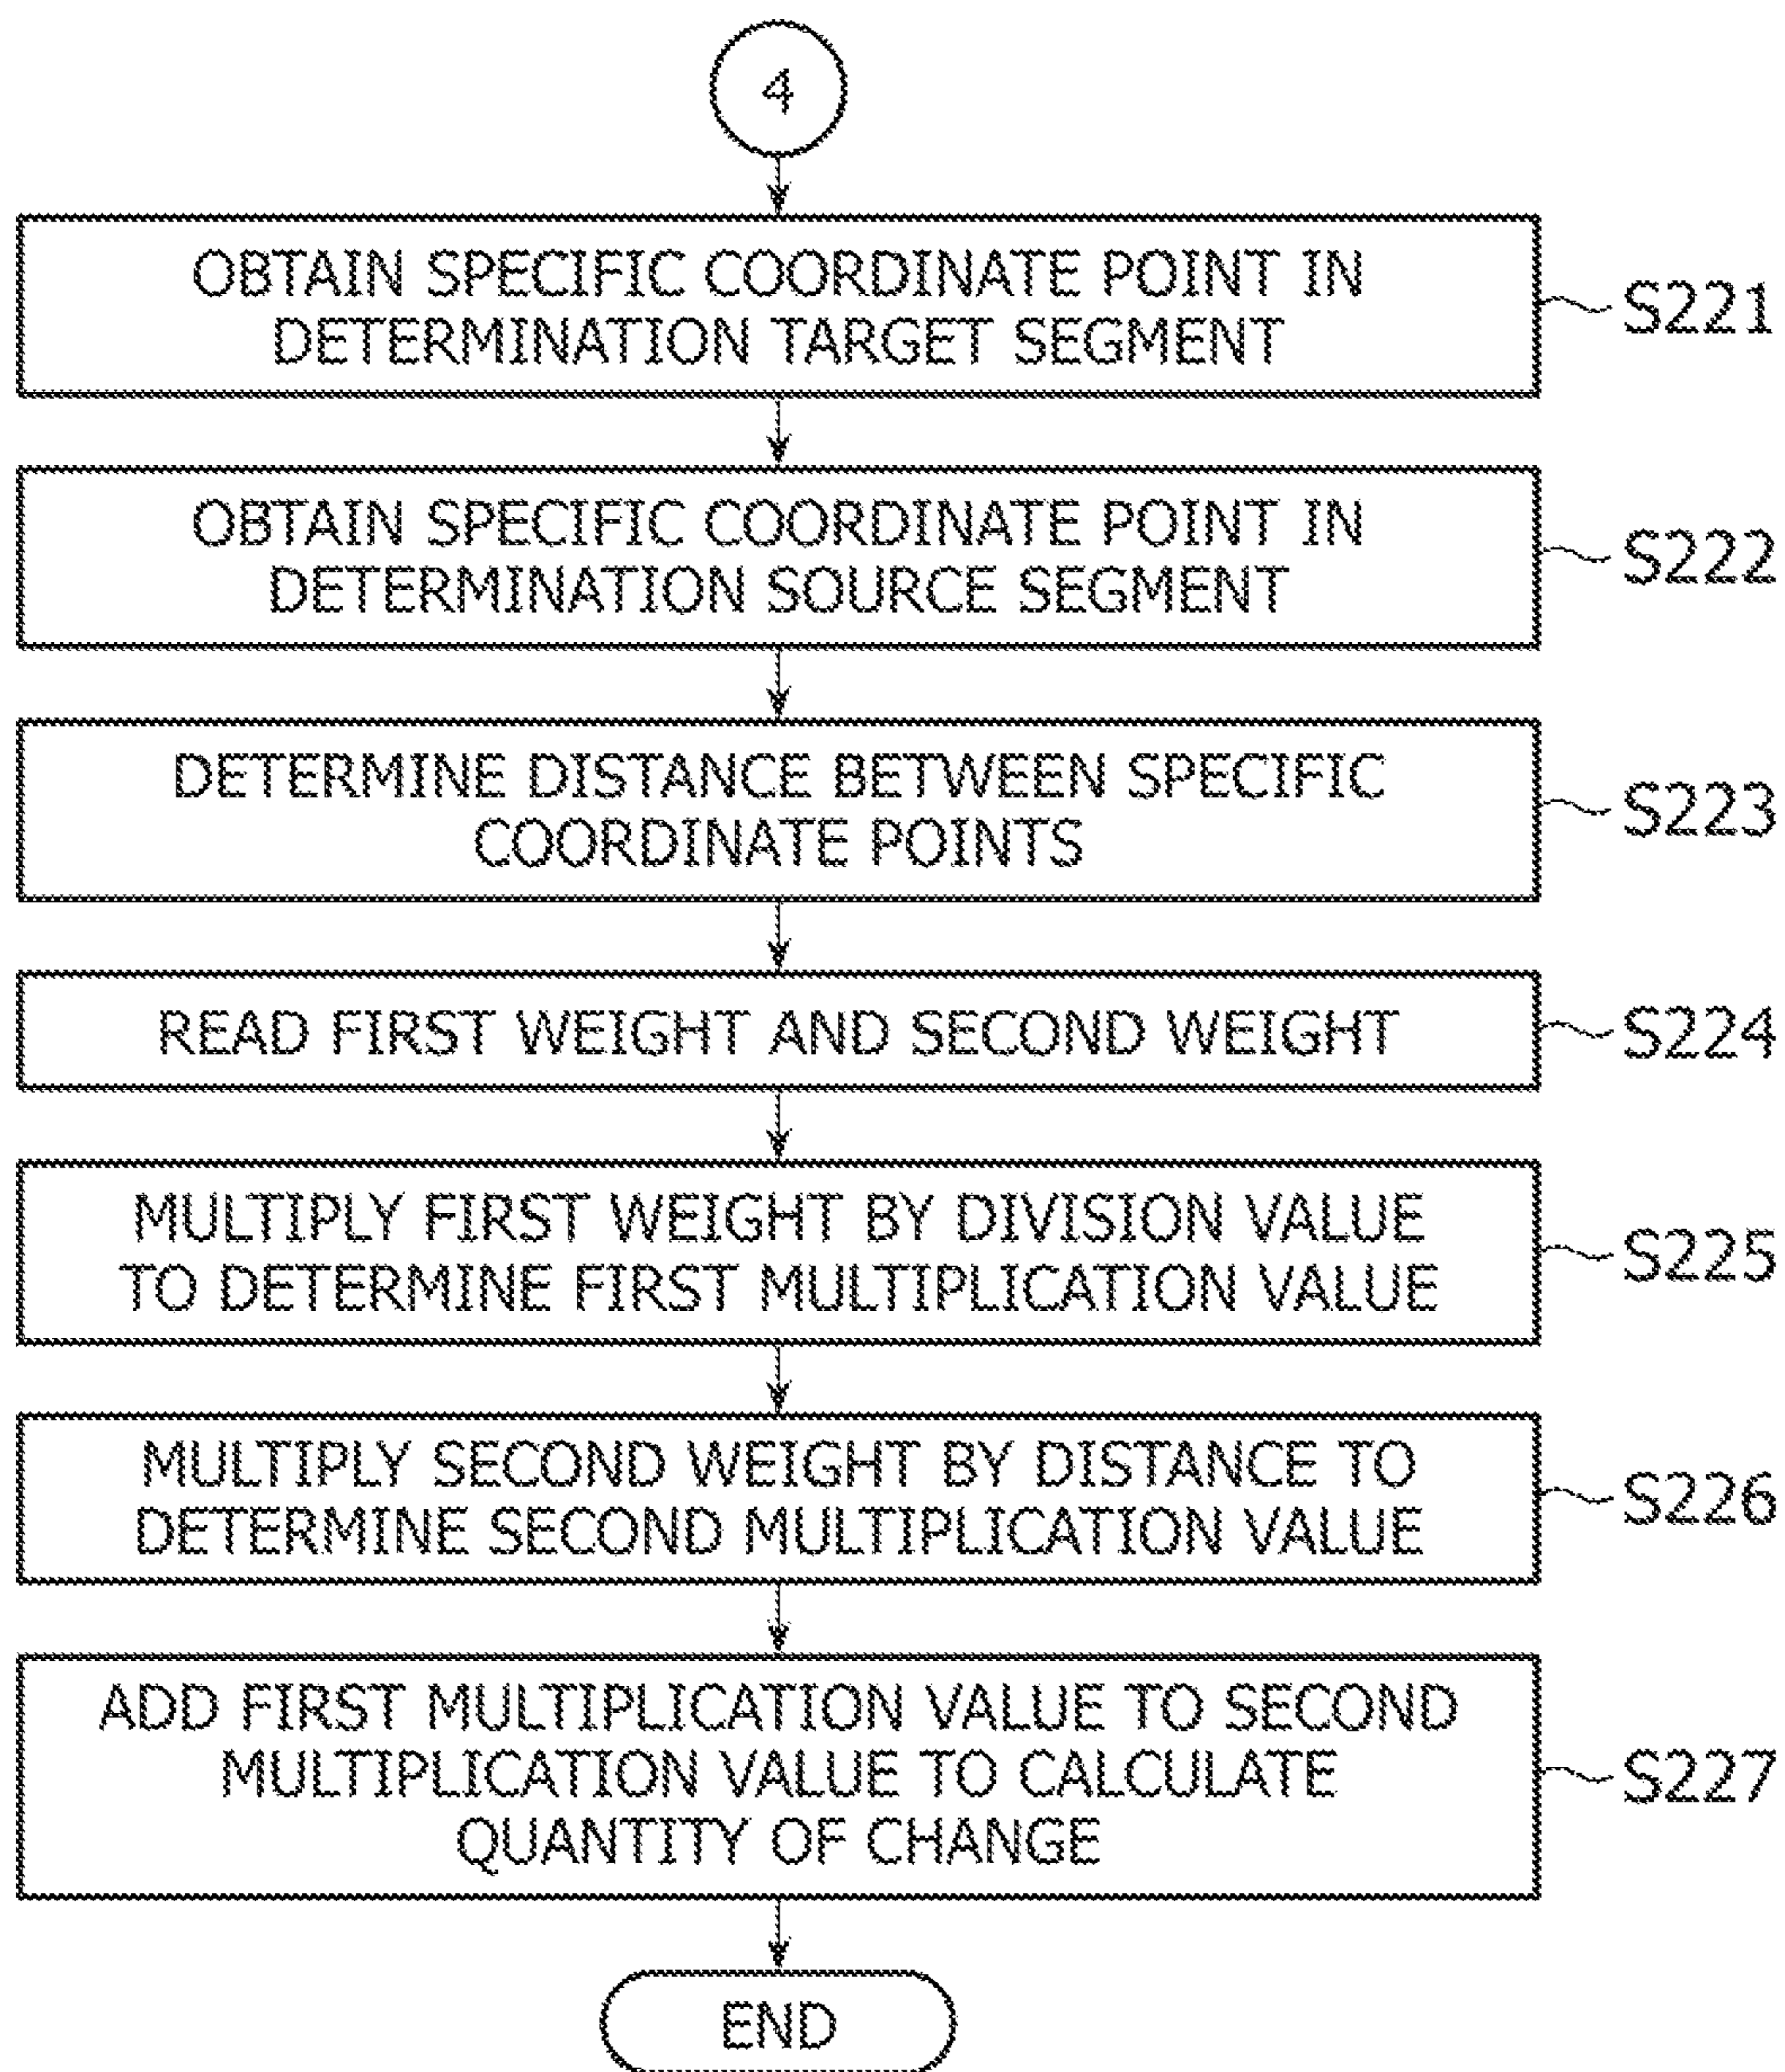 4
OBTAIN SPECIFIC COORDINATE POINT IN
DETERMINATION TARGET SEGMENT
S221
OBTAIN SPECIFIC COORDINATE POINT IN
DETERMINATION SOURCE SEGMENT
S222
DETERMINE DISTANCE BETWEEN SPECIFIC
COORDINATE POINTS
S223
READ FIRST WEIGHT AND SECOND WEIGHT
S224
MULTIPLY FIRST WEIGHT BY DIVISION VALUE
TO DETERMINE FIRST MULTIPLICATION VALUE
S225
MULTIPLY SECOND WEIGHT BY DISTANCE TO
DETERMINE SECOND MULTIPLICATION VALUE
S226
ADD FIRST MULTIPLICATION VALUE TO SECOND
MULTIPLICATION VALUE TO CALCULATE
QUANTITY OF CHANGE
S227
END